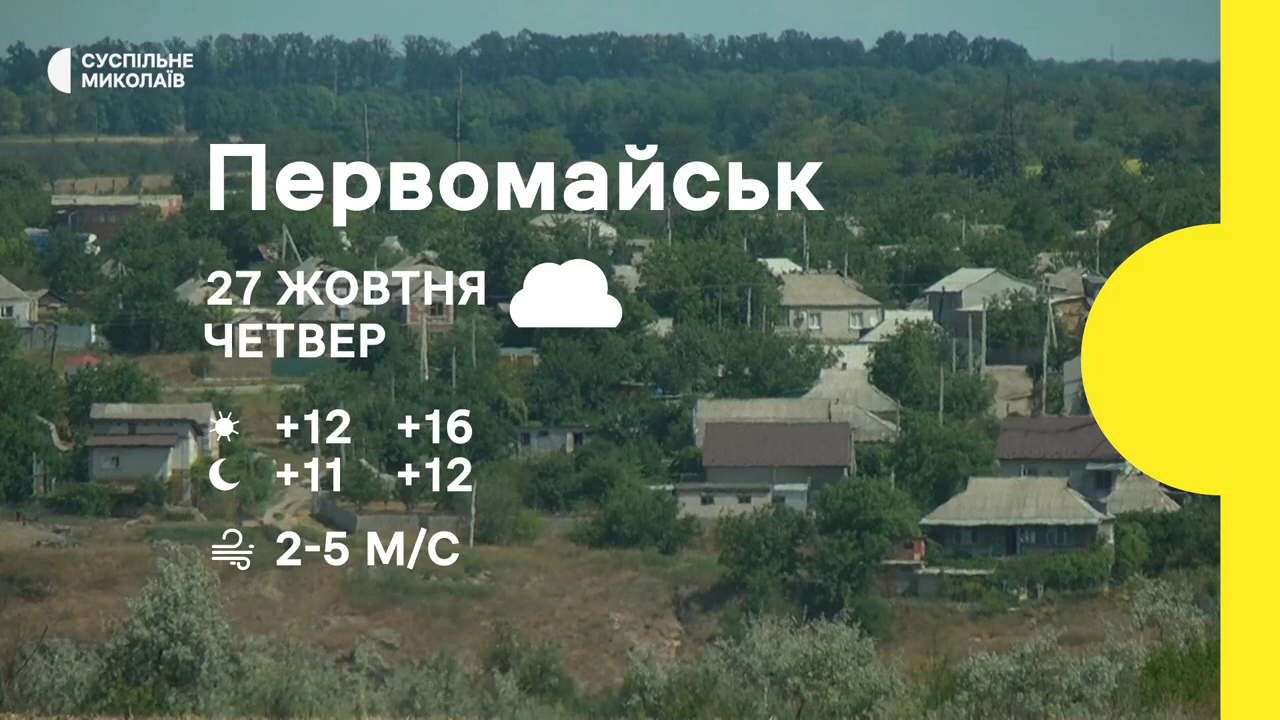 СУСПІЛЬНЕ
МИКОЛАЇВ
Первомайськ
27 ЖОВТНЯ
ЧЕТВЕР
+12 +16
+11 +12
2-5 М/С